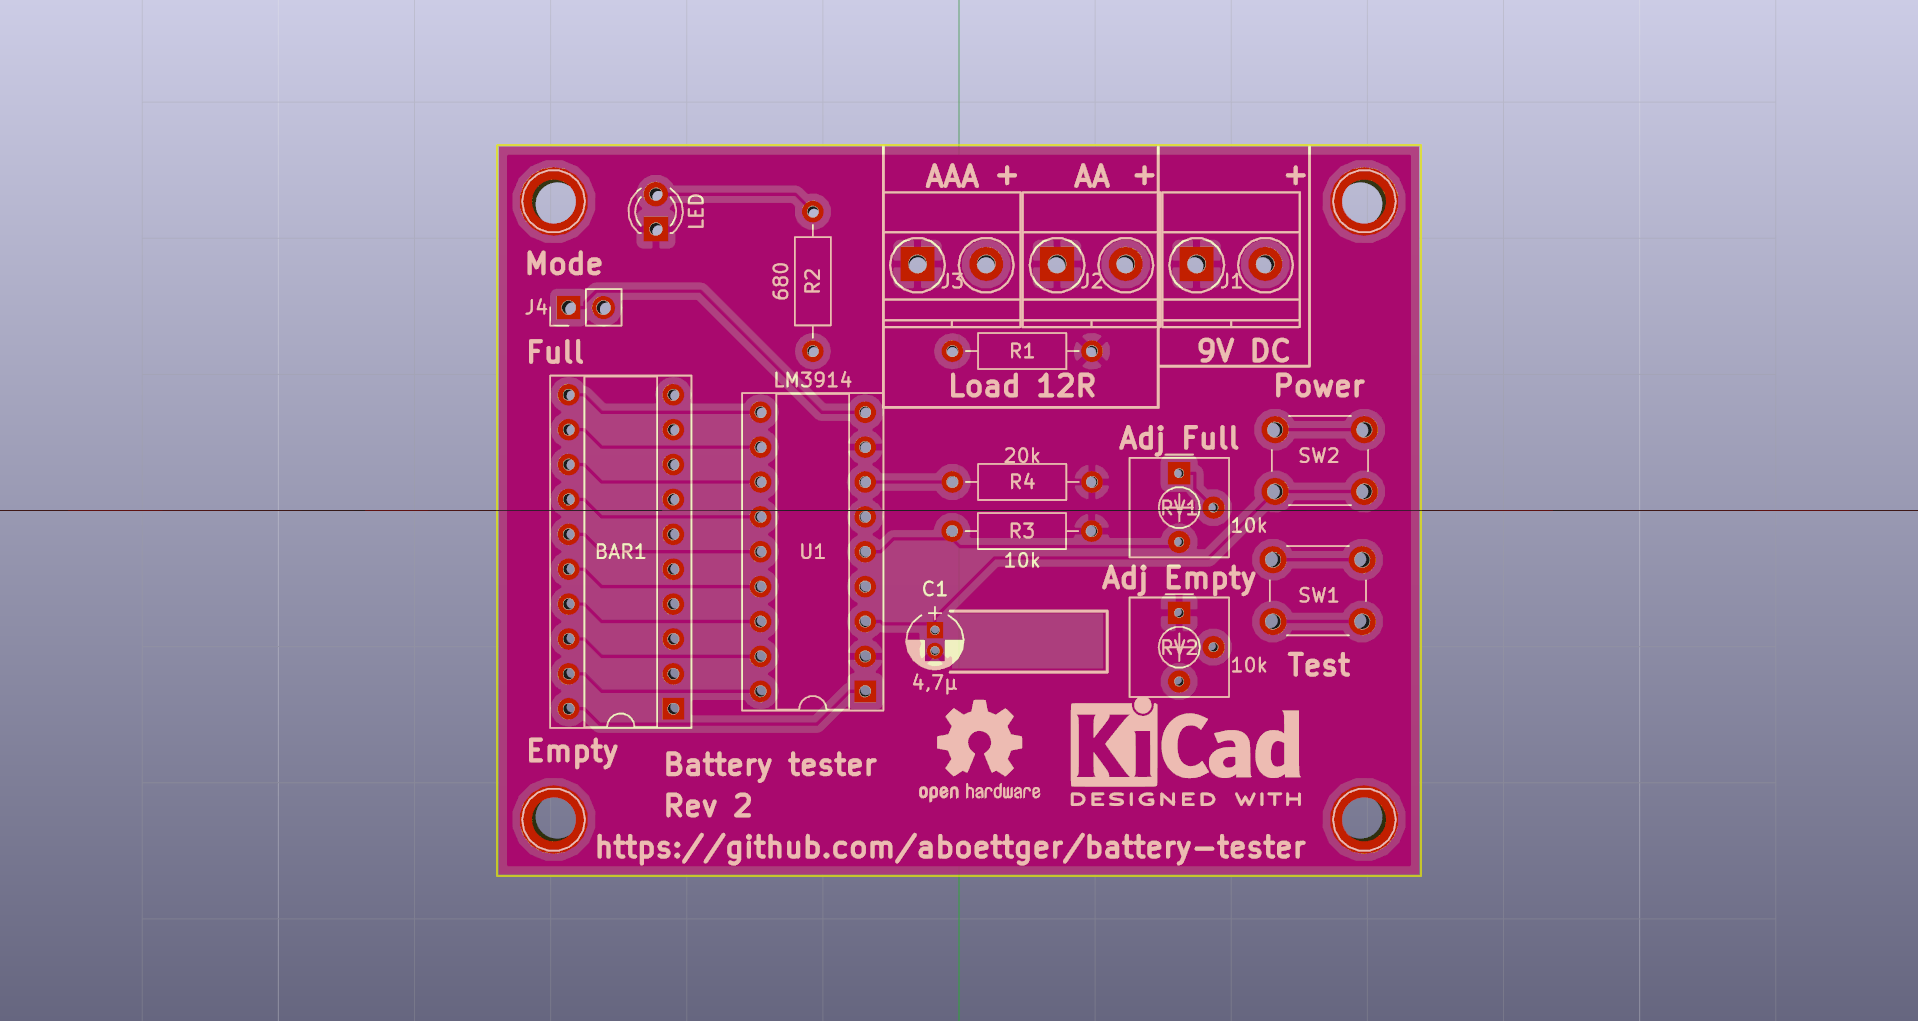 AAA + AA + +
LED
Mode
680
R2
J3
J2
J1
J4
Full
R1
9V DC
LM3914
Load 12R
Power
Adj_Full
20k
SW2
R4
RV1
10k
R3
BAR1
U1
10k
Adj Empty
C1
SW1
+
RV2
10k
Test
4,7µ
Empty
Battery tester
Rev 2
open hardware
KiCad
DESIGNED WITH
https://github.com/aboettger/battery-tester